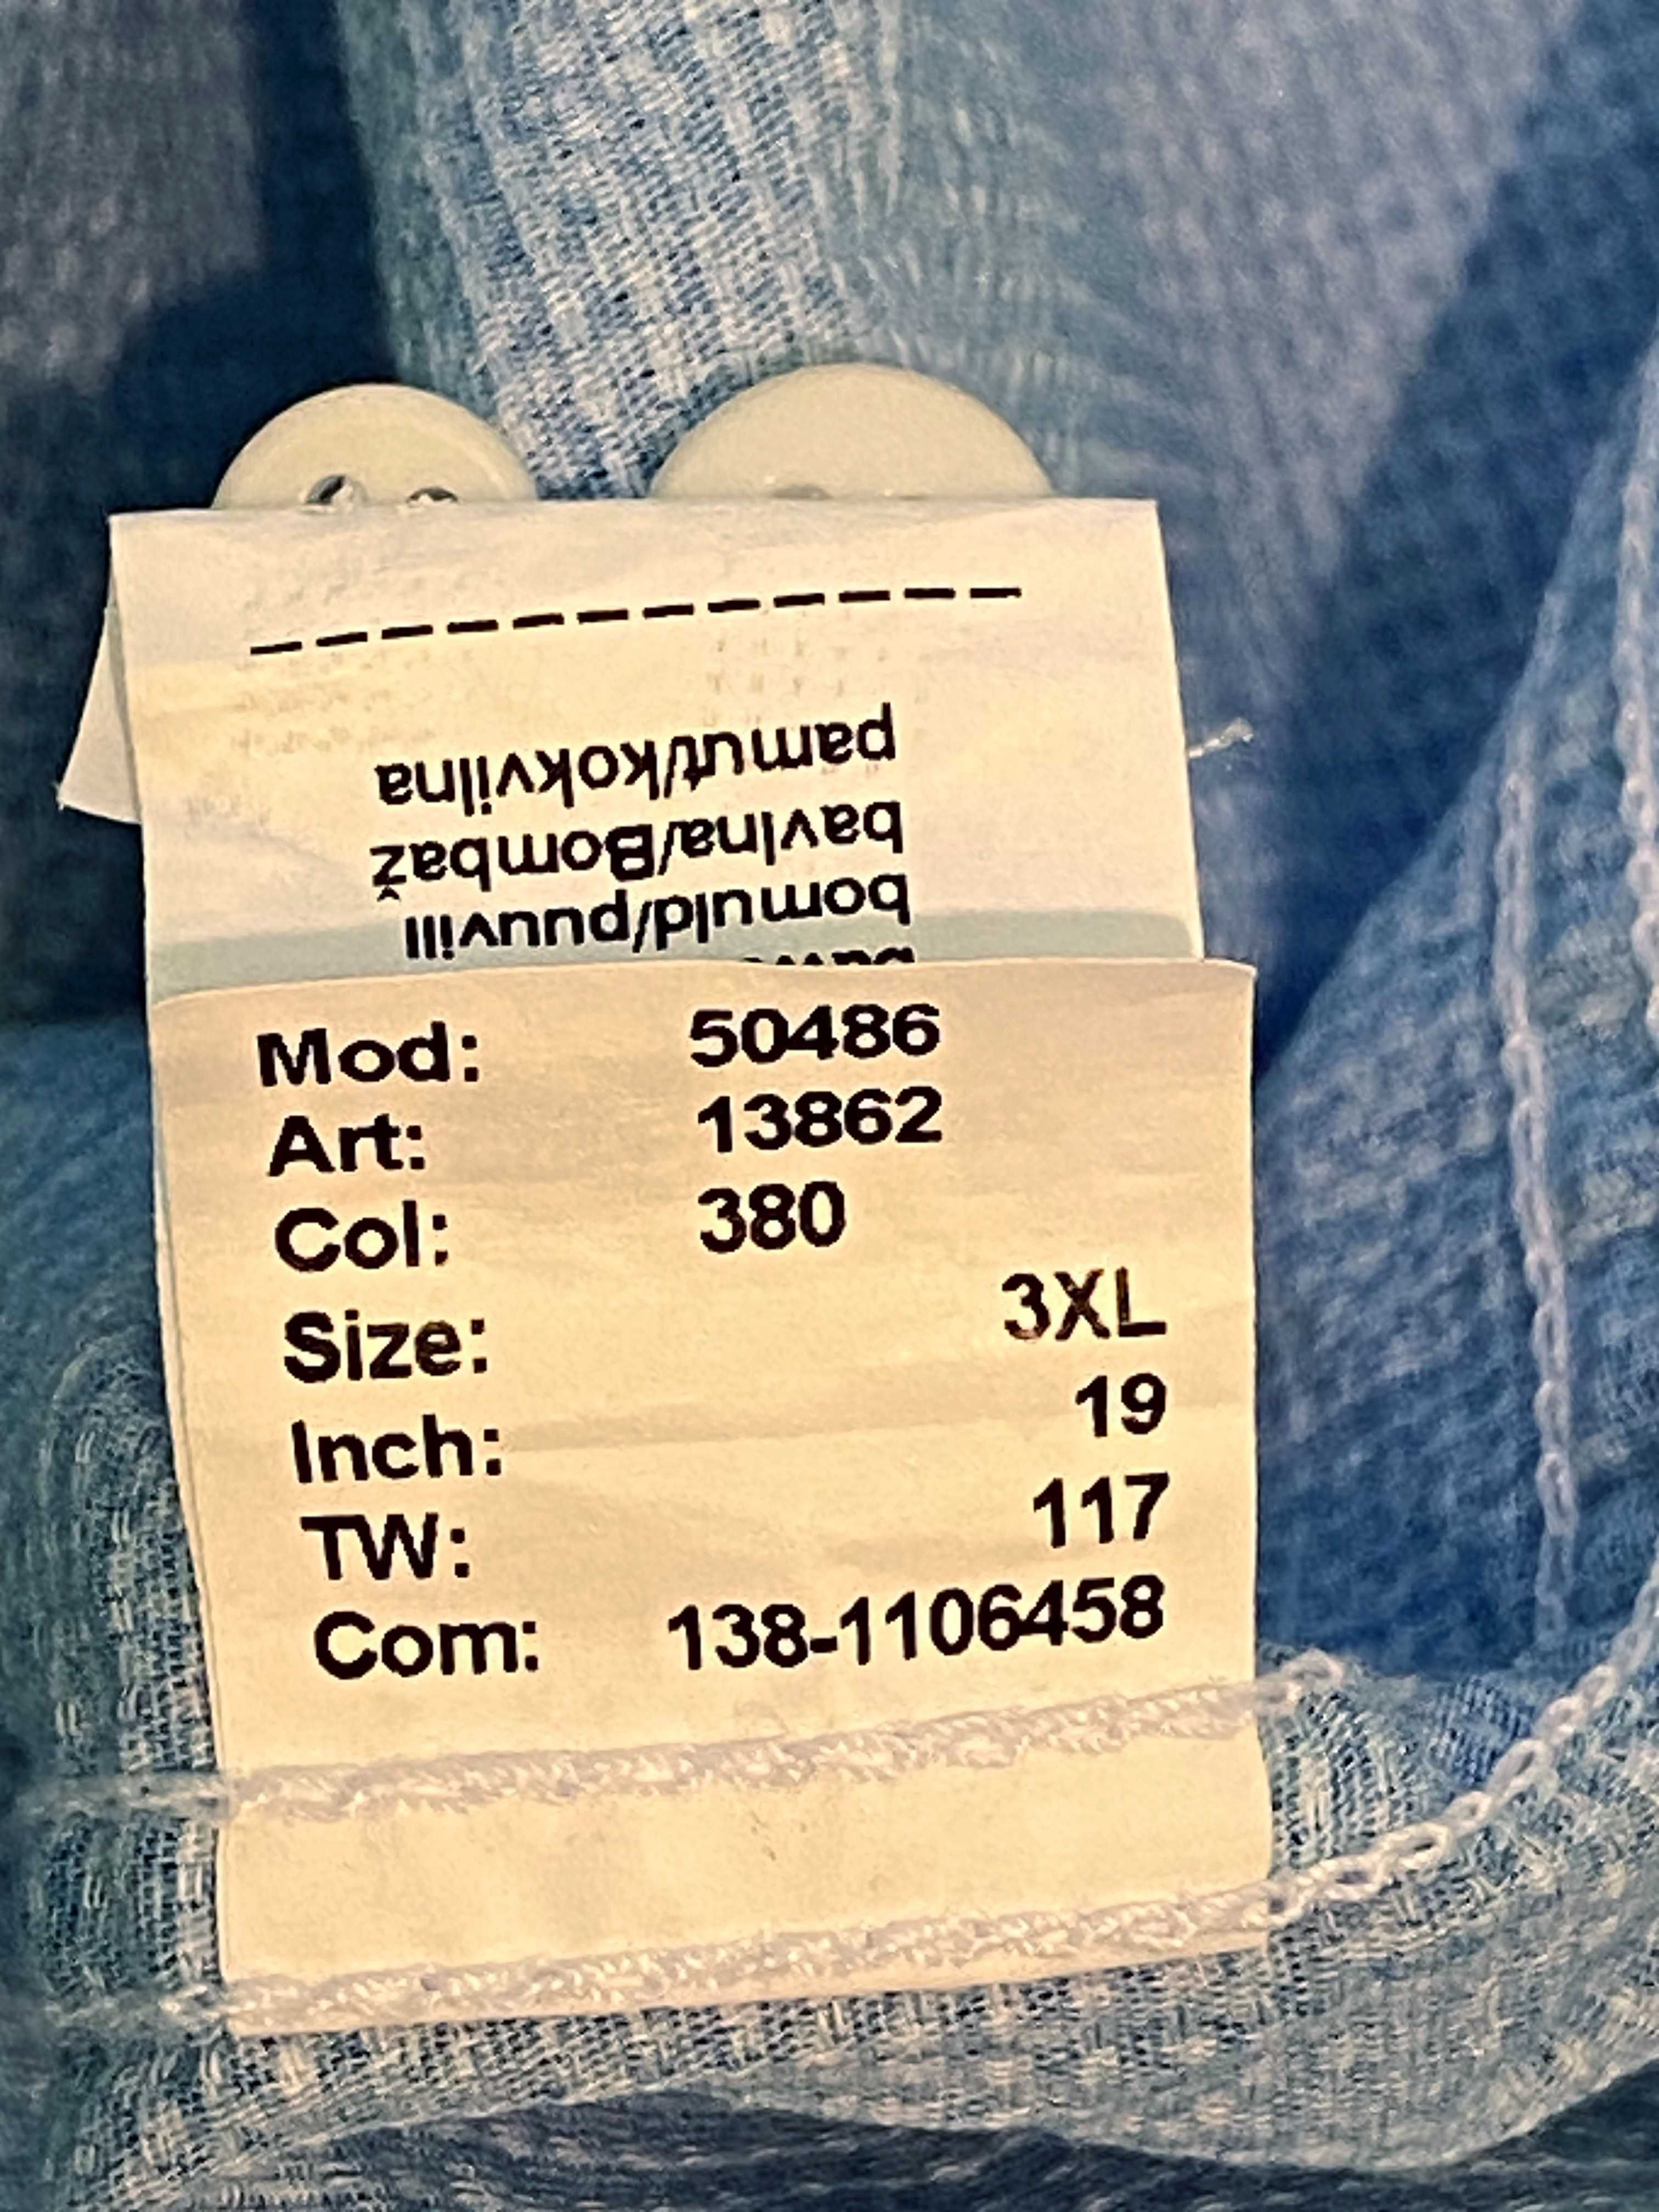 pamut/kokvilna
bavlna/Bombaž
bomuld/puuvill
Mod: 50486
Art: 13862
Col: 380
Size: 3XL
Inch: 19
TW: 117
Com: 138-1106458